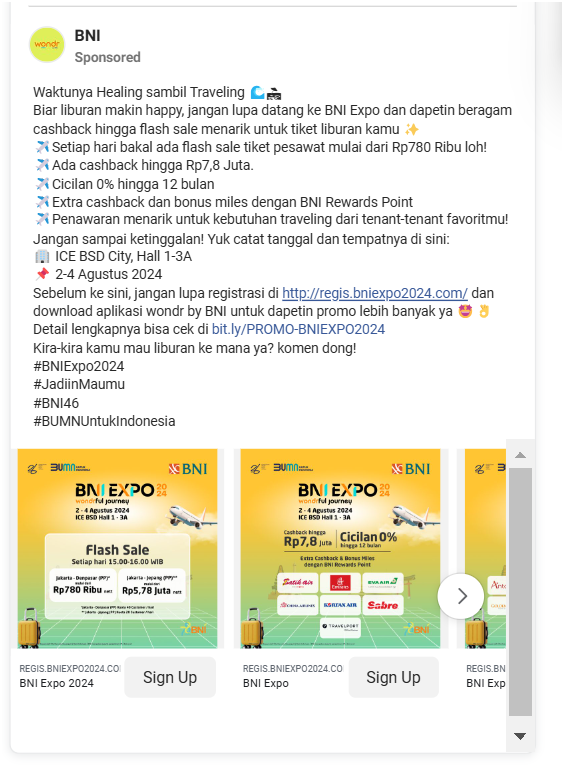 wondr
BNI
Sponsored
Waktunya Healing sambil Traveling 🌊🏖
Biar liburan makin happy, jangan lupa datang ke BNI Expo dan dapetin beragam
cashback hingga flash sale menarik untuk tiket liburan kamu ✨
✈️Setiap hari bakal ada flash sale tiket pesawat mulai dari Rp780 Ribu loh!
✈️Ada cashback hingga Rp7,8 Juta.
✈️Cicilan 0% hingga 12 bulan
✈️Extra cashback dan bonus miles dengan BNI Rewards Point
✈️Penawaran menarik untuk kebutuhan traveling dari tenant-tenant favoritmu!
Jangan sampai ketinggalan! Yuk catat tanggal dan tempatnya di sini:
🏢 ICE BSD City, Hall 1-3A
📌 2-4 Agustus 2024
Sebelum ke sini, jangan lupa registrasi di http://regis.bniexpo2024.com/ dan
download aplikasi wondr by BNI untuk dapetin promo lebih banyak ya 🤩👌
Detail lengkapnya bisa cek di bit.ly/PROMO-BNIEXPO2024
Kira-kira kamu mau liburan ke mana ya? komen dong!
#BNIExpo2024
#JadiinMaumu
#BNI46
#BUMNUntukIndonesia
BUMN
BNI
BNI EXPO 2024
wondrful journey
2 - 4 Agustus 2024
ICE BSD Hall 1 - 3A
Flash Sale
Setiap hari 15.00-16.00 WIB
Jakarta - Denpasar (PP)*
Rp780 Ribu nett
Jakarta - Jepang (PP)**
Rp5,78 Juta nett
BNI
REGIS.BNIEXPO2024.CO
BNI Expo 2024
Sign Up
BUMN
BNI
BNI EXPO 2024
wondrful journey
2 - 4 Agustus 2024
ICE BSD Hall 1 - 3A
Cashback hingga
Rp7,8 Juta
Cicilan 0%
hingga 12 bulan
Extra Cashback & Bonus Miles
dengan BNI Rewards Point
Batik air
Emirates
EVA AIR
CHINA AIRLINES
KOREAN AIR
Sabre
TRAVELPORT
BNI
REGIS.BNIEXPO2024.CO
BNI Expo
Sign Up
REGIS.BN
BNI Exp